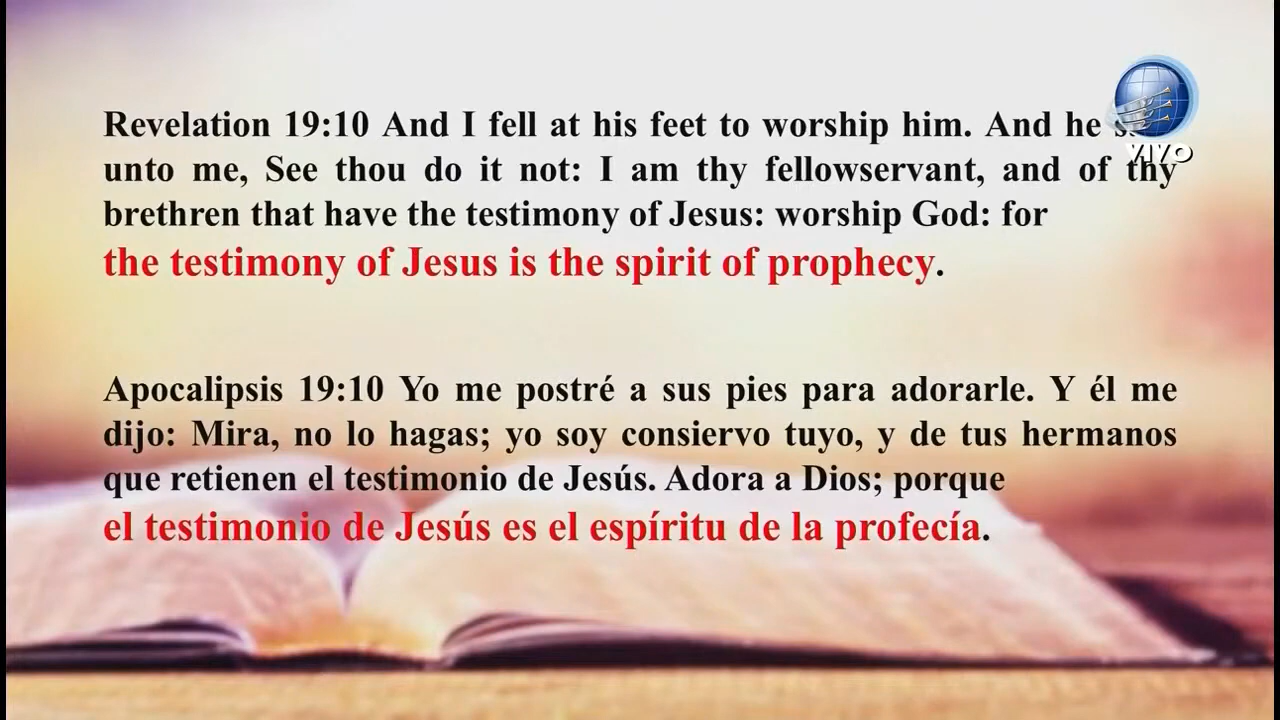 Revelation 19:10 And I fell at his feet to worship him. And he
unto me, See thou do it not: I am thy fellowservant, and of thy
brethren that have the testimony of Jesus: worship God: for
the testimony of Jesus is the spirit of prophecy.
Apocalipsis 19:10 Yo me postré a sus pies para adorarle. Y él me
dijo: Mira, no lo hagas; yo soy consiervo tuyo, y de tus hermanos
que retienen el testimonio de Jesús. Adora a Dios; porque
el testimonio de Jesús es el espíritu de la profecía.
VIVO